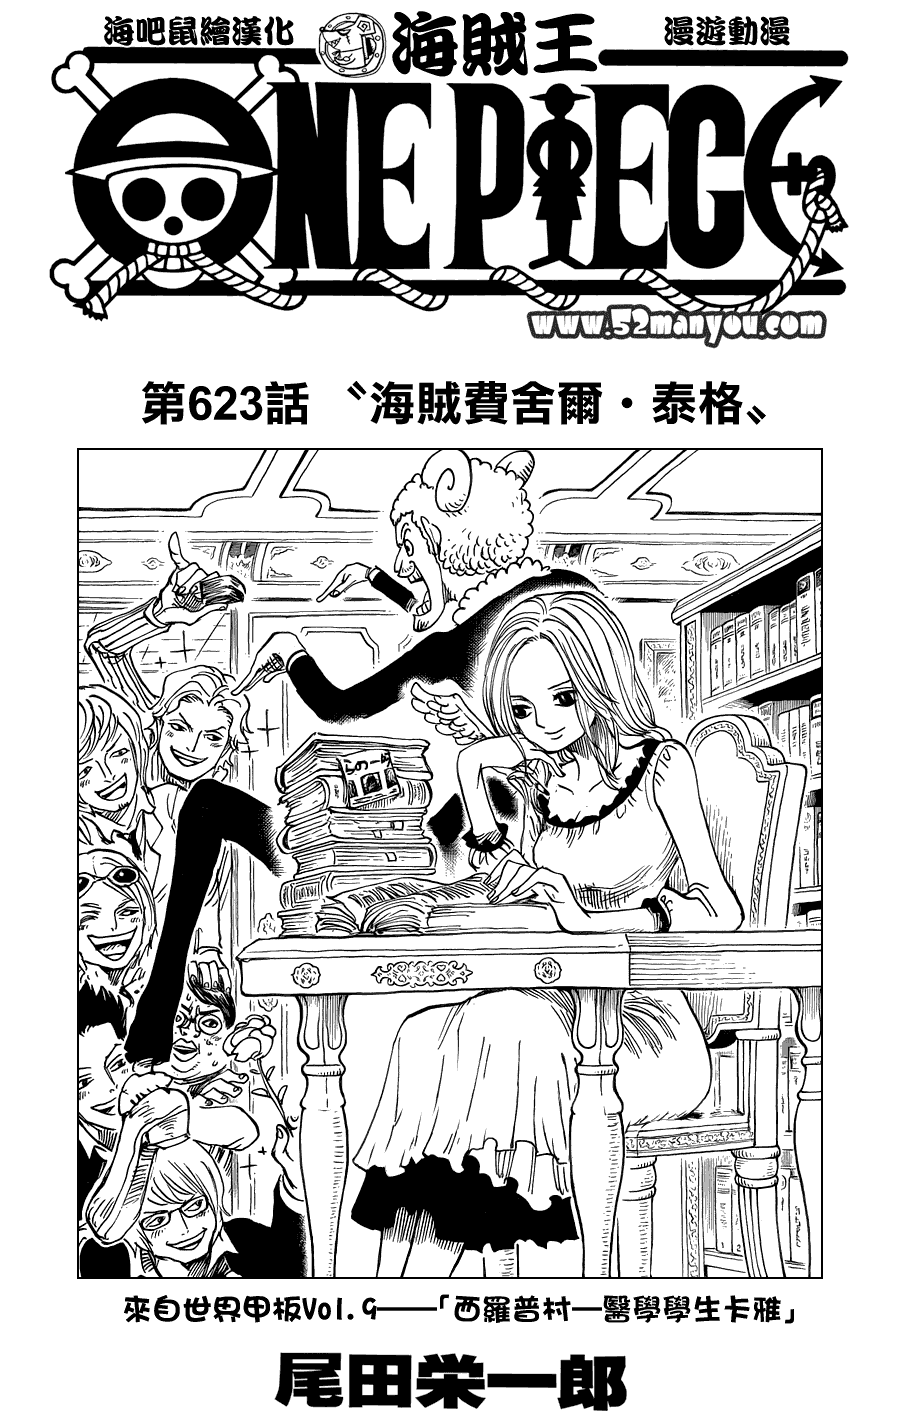 海吧鼠繪漢化 海賊王 漫遊動漫
ONE PIECE
www.52manyou.com
第623話 〝海賊費舍爾・泰格〟
來自世界甲板Vol.9——「西羅普村—醫學學生卡雅」
尾田栄一郎